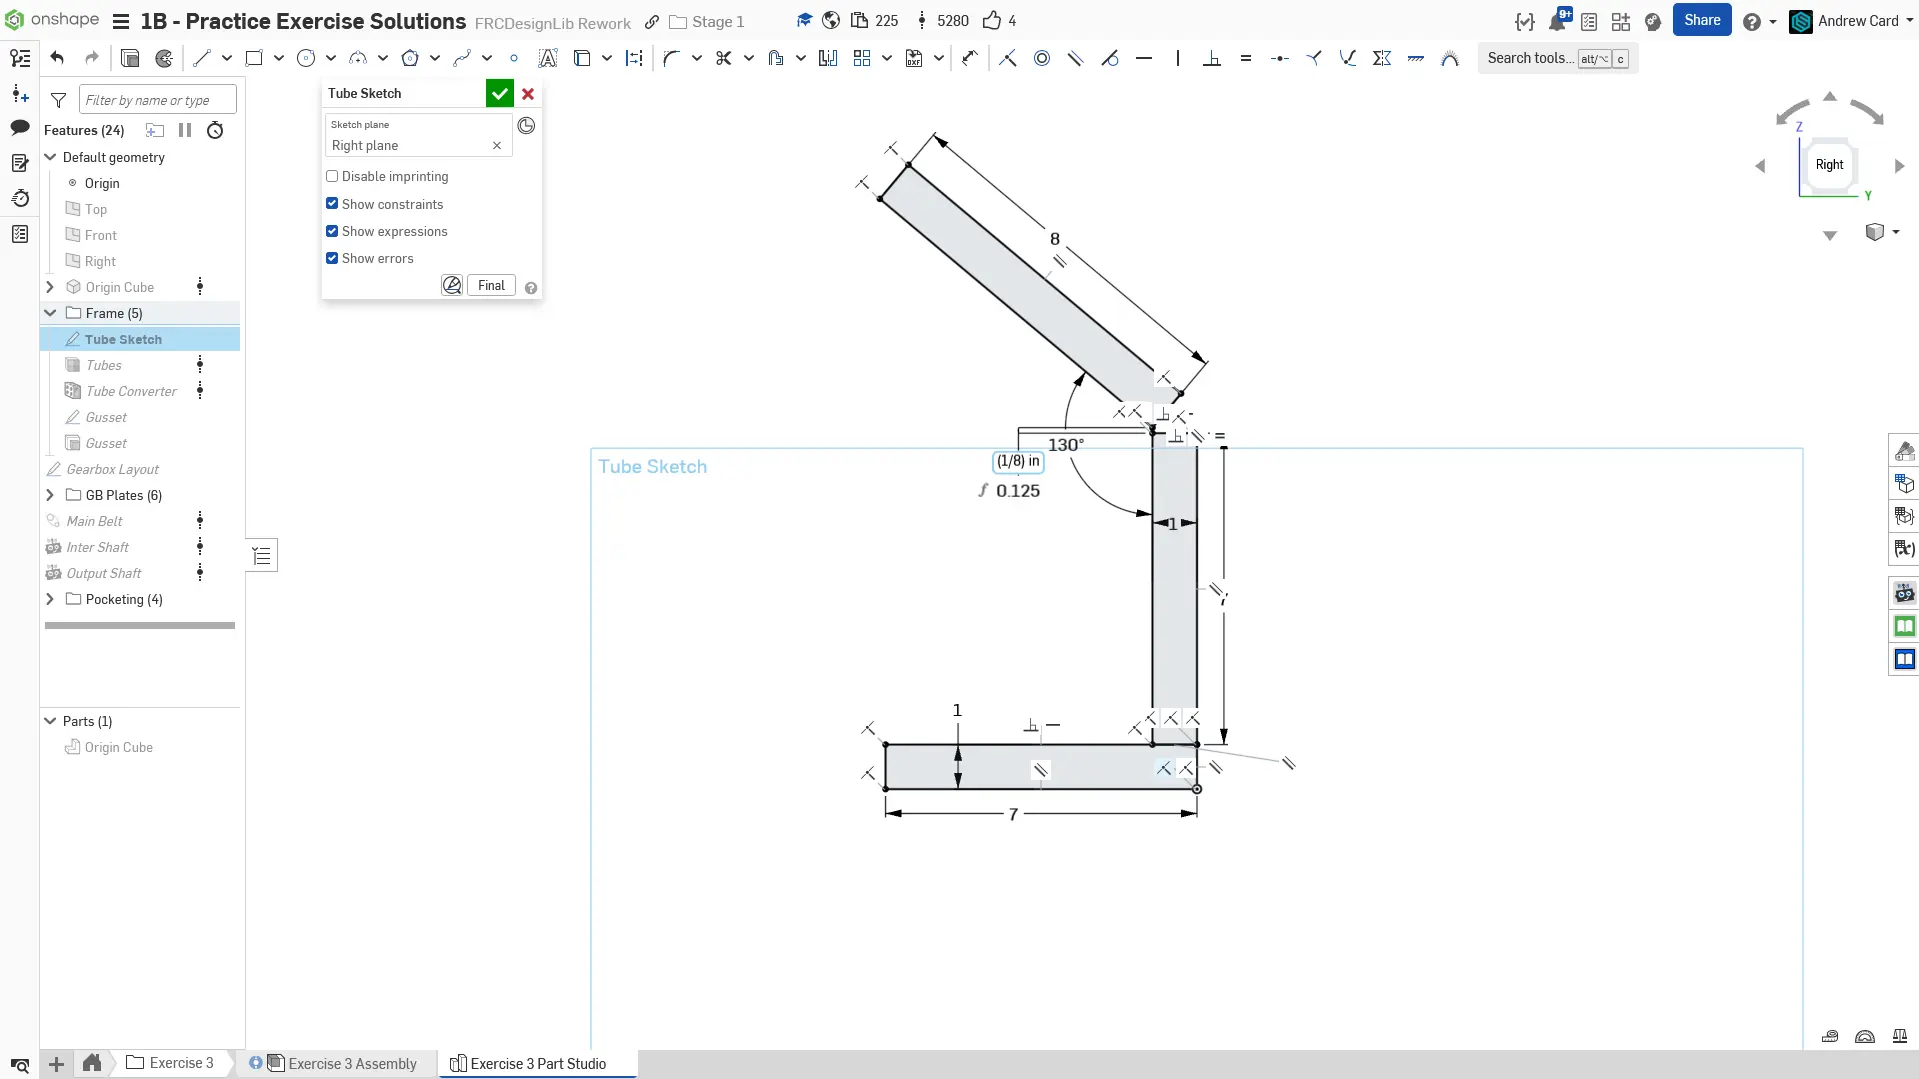 onshape
1B - Practice Exercise Solutions
FRCDesignLib Rework
Stage 1
225
5280
4
9+
Share
Andrew Card
Search tools... alt/⌥ c
Filter by name or type
Features (24)
Default geometry
Origin
Top
Front
Right
Origin Cube
Frame (5)
Tube Sketch
Tubes
Tube Converter
Gusset
Gusset
Gearbox Layout
GB Plates (6)
Main Belt
Inter Shaft
Output Shaft
Pocketing (4)
Parts (1)
Origin Cube
Tube Sketch
Sketch plane
Right plane
Disable imprinting
Show constraints
Show expressions
Show errors
Final
Z
Right
Y
8
130°
(1/8) in
ƒ 0.125
Tube Sketch
1
7
1
7
DXF
(x)
Exercise 3
Exercise 3 Assembly
Exercise 3 Part Studio